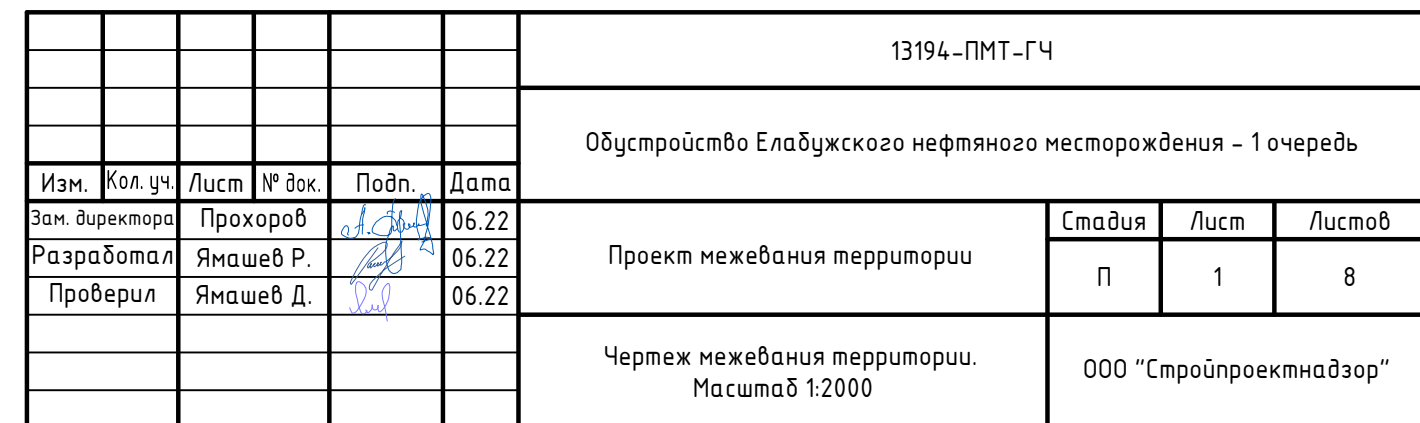 13194-ПМТ-ГЧ
Обустройство Елабужского нефтяного месторождения - 1 очередь
Изм. Кол. уч. Лист № док. Подп. Дата
Зам. директора Прохоров 06.22
Разработал Ямашев Р. 06.22
Проверил Ямашев Д. 06.22
Проект межевания территории
Стадия Лист Листов
П 1 8
Чертеж межевания территории.
Масштаб 1:2000
ООО "Стройпроектнадзор"